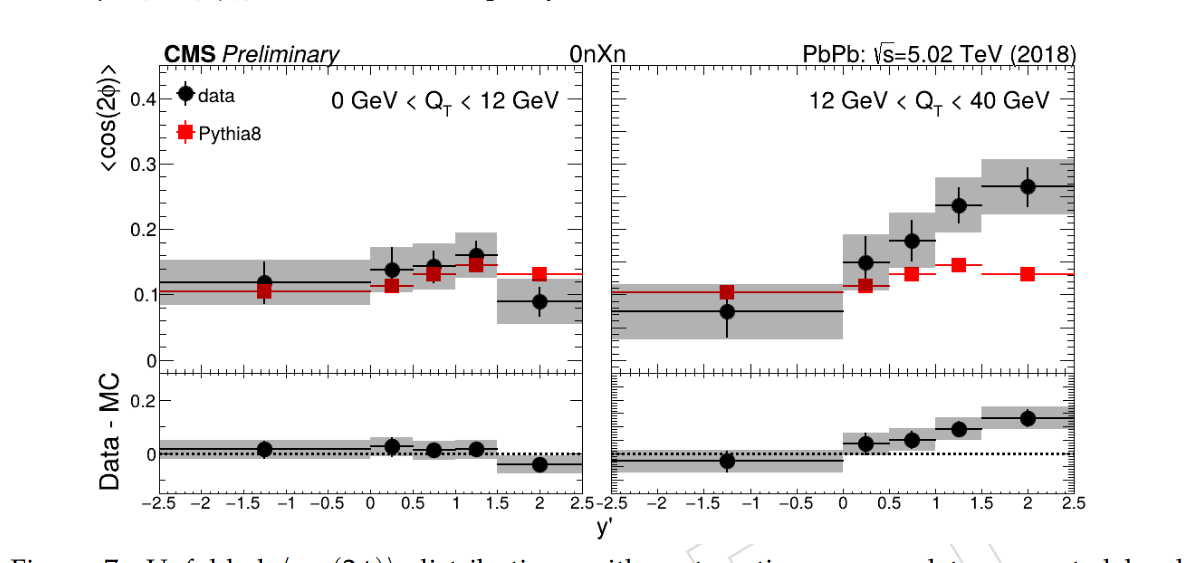 CMS Preliminary 0nXn PbPb: √s=5.02 TeV (2018)
<cos(2ϕ)>
data
Pythia8
0 GeV < Q_T < 12 GeV
12 GeV < Q_T < 40 GeV
0.4
0.3
0.2
0.1
0
Data - MC
0.2
0
−2.5 −2 −1.5 −1 −0.5 0 0.5 1 1.5 2 2.5
−2.5 −2 −1.5 −1 −0.5 0 0.5 1 1.5 2 2.5
y'